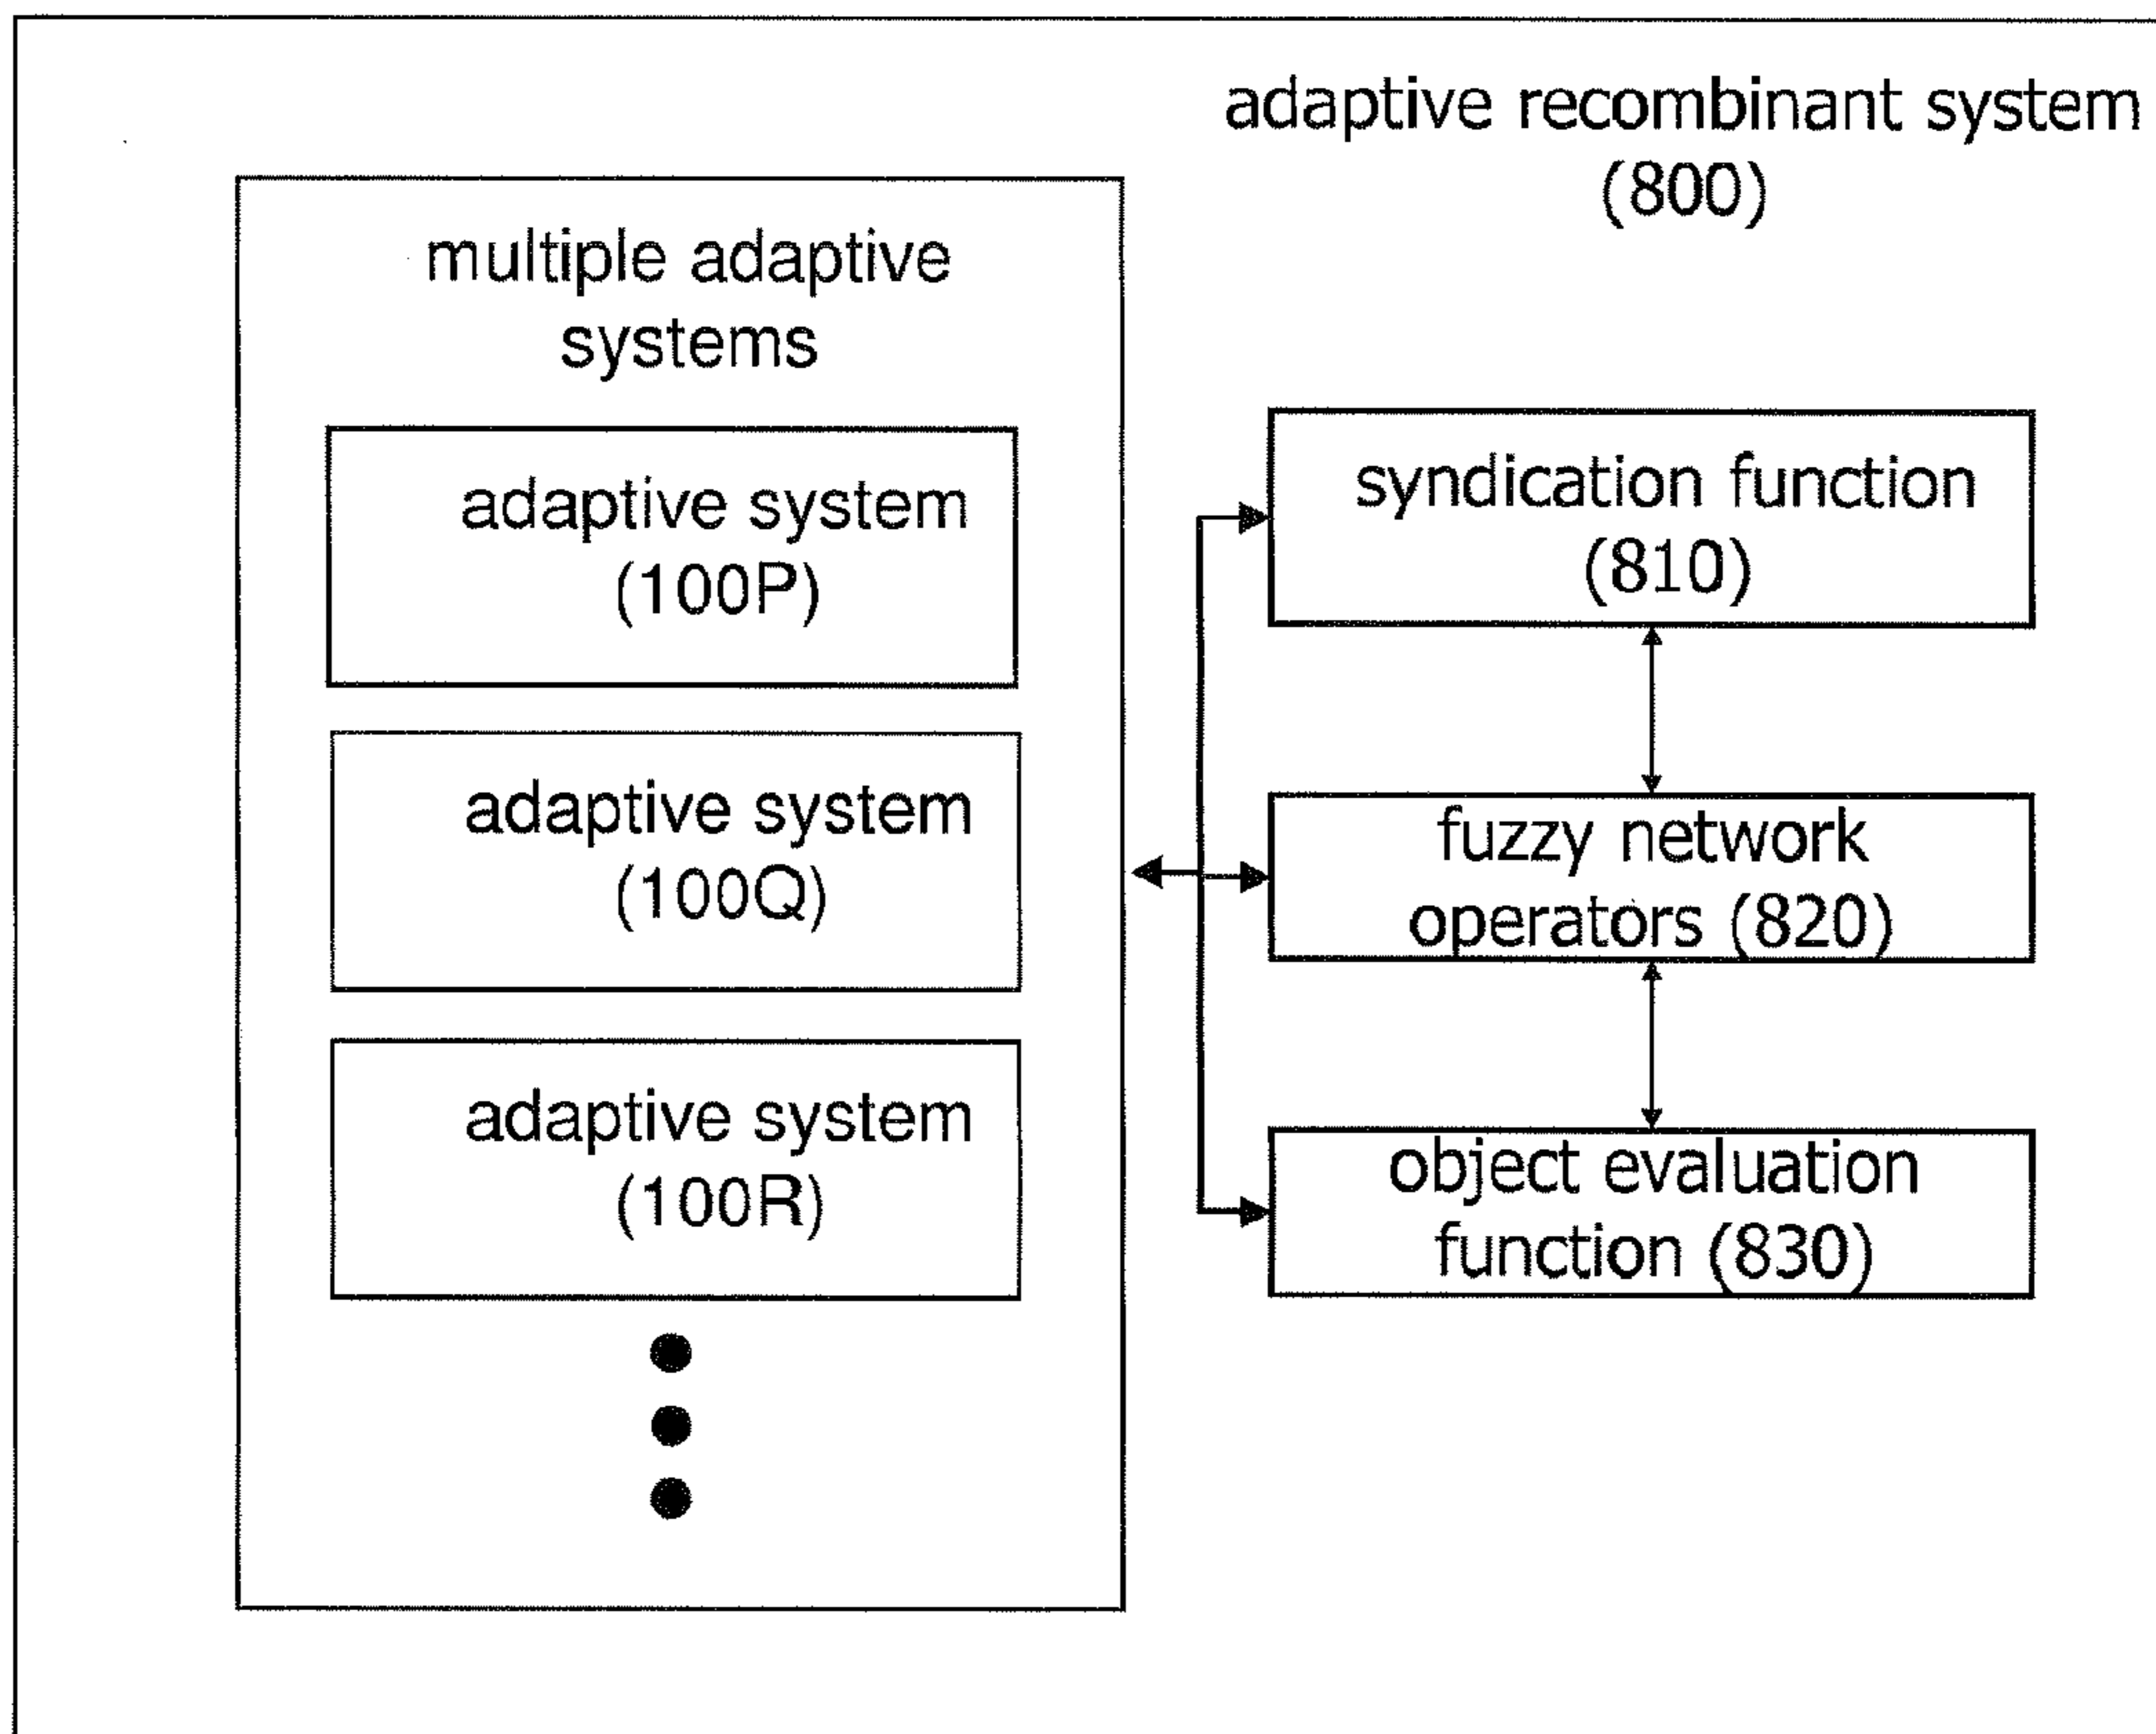 adaptive recombinant system
(800)
multiple adaptive
systems
adaptive system
(100P)
adaptive system
(100Q)
adaptive system
(100R)
syndication function
(810)
fuzzy network
operators (820)
object evaluation
function (830)